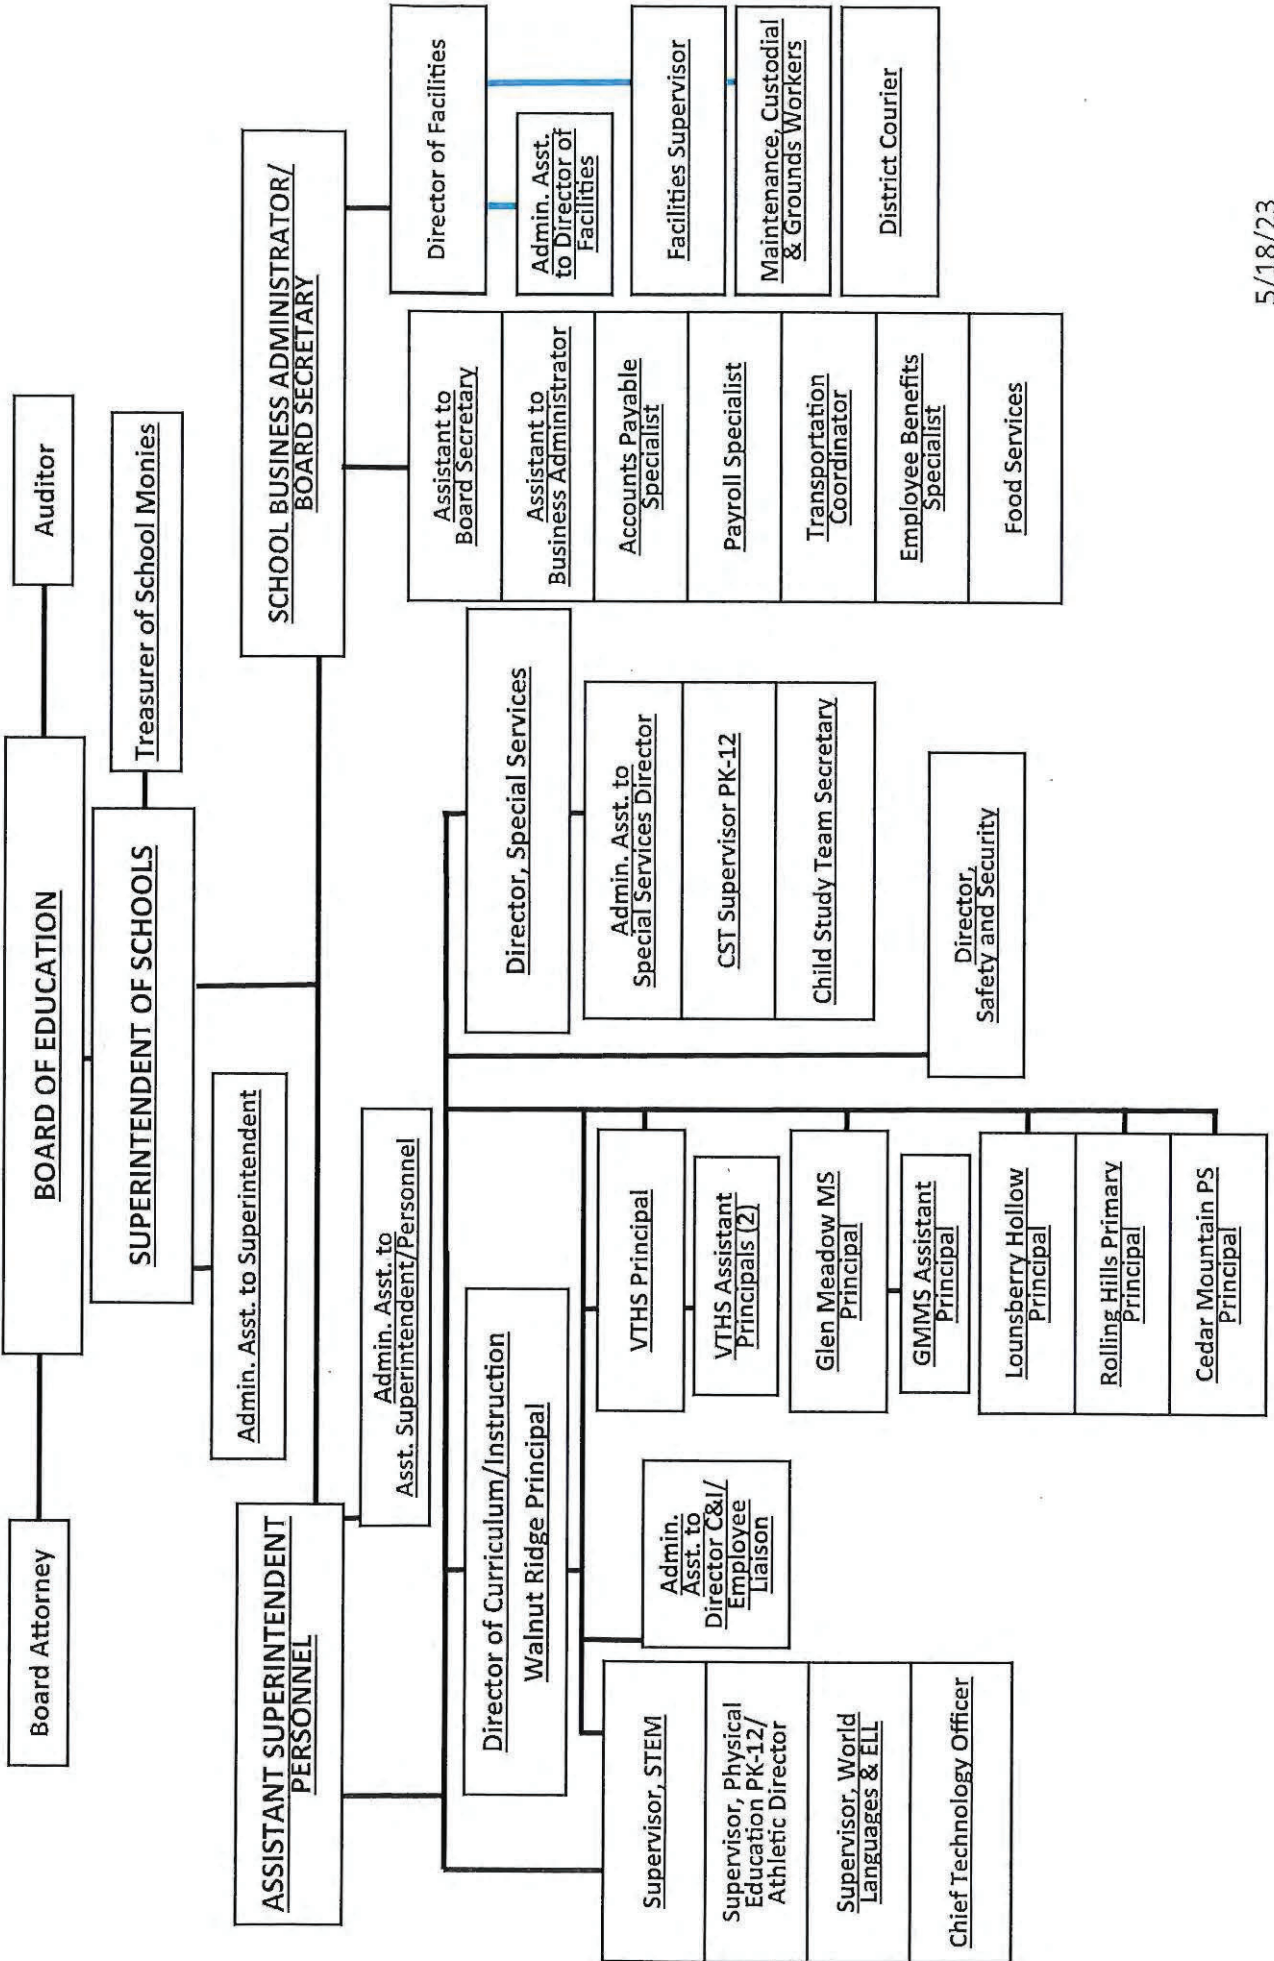 Board Attorney
BOARD OF EDUCATION
Auditor
SUPERINTENDENT OF SCHOOLS
Treasurer of School Monies
Admin. Asst. to Superintendent
ASSISTANT SUPERINTENDENT
PERSONNEL
SCHOOL BUSINESS ADMINISTRATOR/
BOARD SECRETARY
Admin. Asst. to
Asst. Superintendent/Personnel
Director of Curriculum/Instruction
Walnut Ridge Principal
Director, Special Services
Supervisor, STEM
Supervisor, Physical
Education PK-12/
Athletic Director
Supervisor, World
Languages & ELL
Chief Technology Officer
Admin.
Asst. to
Director C&I/
Employee
Liaison
VTHS Principal
VTHS Assistant
Principals (2)
Glen Meadow MS
Principal
GMMS Assistant
Principal
Lounsberry Hollow
Principal
Rolling Hills Primary
Principal
Cedar Mountain PS
Principal
Admin. Asst. to
Special Services Director
CST Supervisor PK-12
Child Study Team Secretary
Director,
Safety and Security
Assistant to
Board Secretary
Assistant to
Business Administrator
Accounts Payable
Specialist
Payroll Specialist
Transportation
Coordinator
Employee Benefits
Specialist
Food Services
Director of Facilities
Admin. Asst.
to Director of
Facilities
Facilities Supervisor
Maintenance, Custodial
& Grounds Workers
District Courier
5/18/23